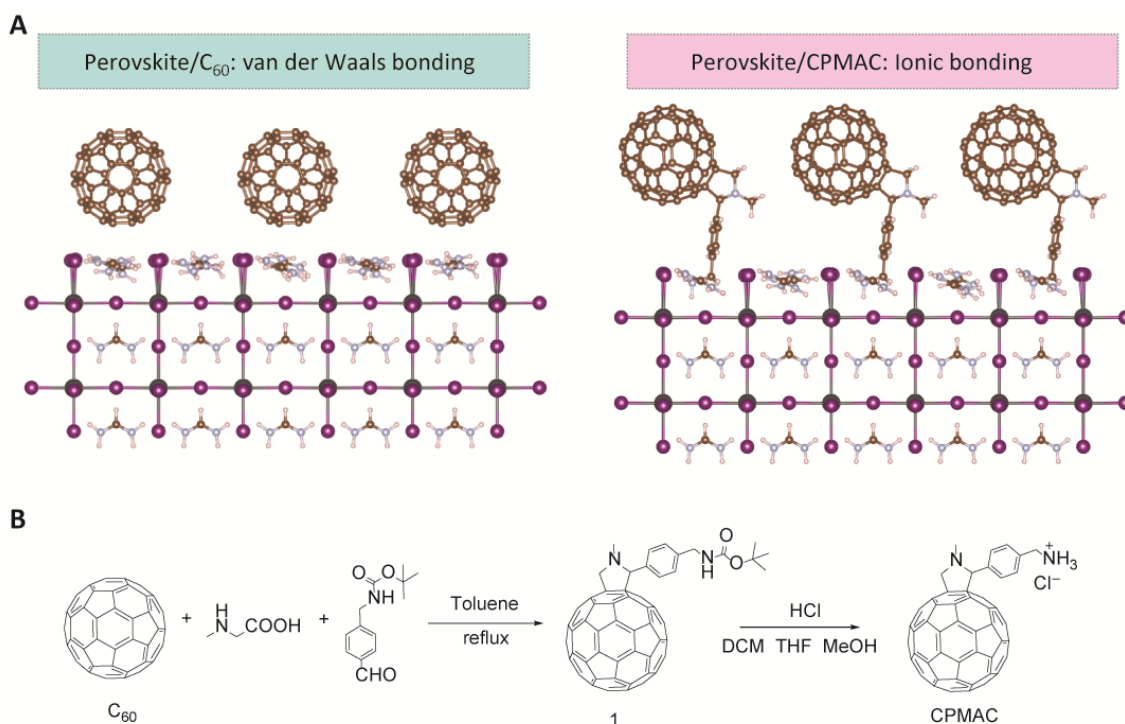 A
Perovskite/C₆₀: van der Waals bonding
Perovskite/CPMAC: Ionic bonding
B
C₆₀
+
H
N
COOH
+
O
O
NH
CHO
Toluene
reflux
N
O
N
H
O
1
HCl
DCM THF MeOH
N
+
NH₃
Cl⁻
CPMAC